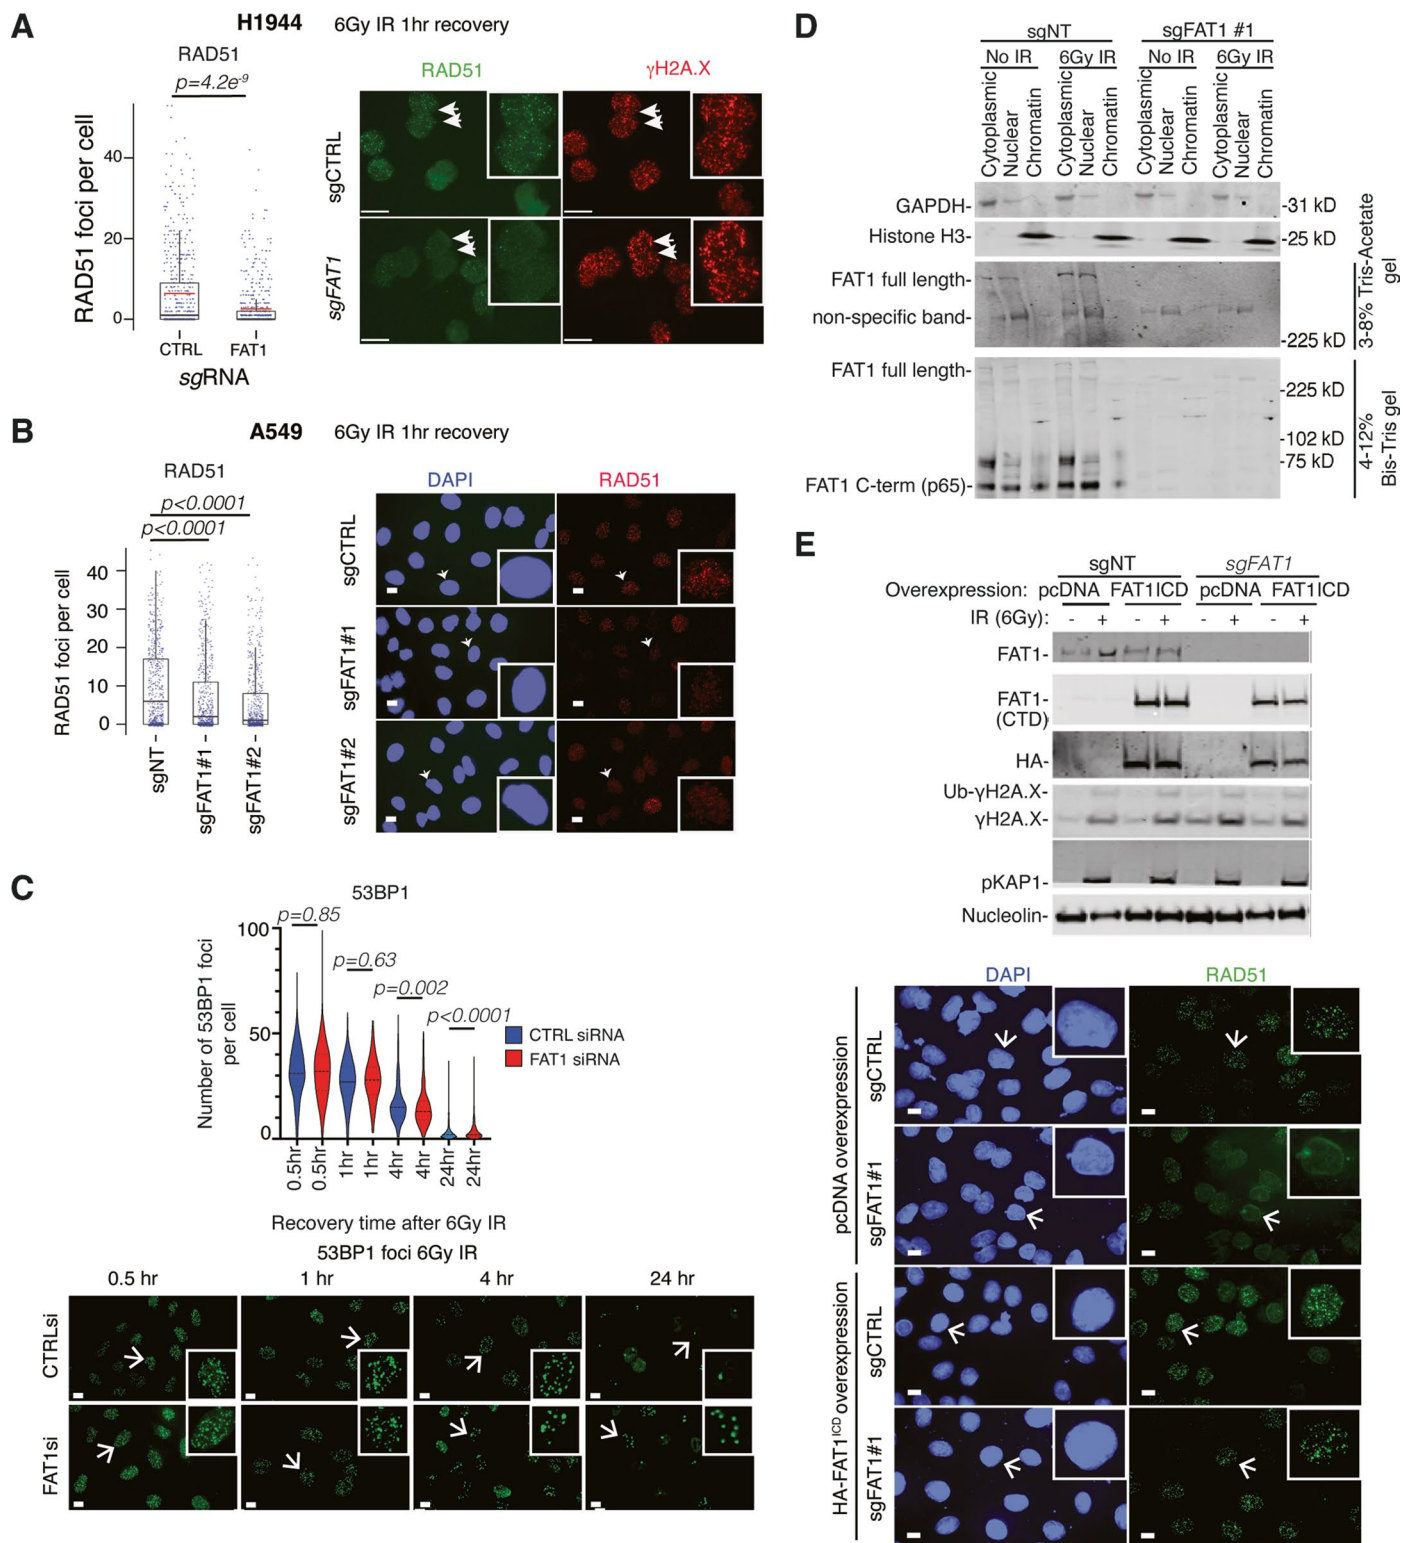 A
H1944 6Gy IR 1hr recovery
RAD51
p=4.2e-9
RAD51 foci per cell
40
20
0
CTRL FAT1
sgRNA
RAD51 γH2A.X
sgCTRL
sgFAT1
B
A549 6Gy IR 1hr recovery
RAD51
p<0.0001
p<0.0001
RAD51 foci per cell
40
30
20
10
0
sgNT
sgFAT1#1
sgFAT1#2
DAPI RAD51
sgCTRL
sgFAT1#1
sgFAT1#2
C
53BP1
p=0.85
p=0.63
p=0.002
p<0.0001
Number of 53BP1 foci
per cell
100
50
0
CTRL siRNA
FAT1 siRNA
0.5hr 0.5hr 1hr 1hr 4hr 4hr 24hr 24hr
Recovery time after 6Gy IR
53BP1 foci 6Gy IR
0.5 hr 1 hr 4 hr 24 hr
CTRLsi
FAT1si
D
sgNT sgFAT1 #1
No IR 6Gy IR No IR 6Gy IR
Cytoplasmic Nuclear Chromatin Cytoplasmic Nuclear Chromatin Cytoplasmic Nuclear Chromatin Cytoplasmic Nuclear Chromatin
GAPDH- -31 kD
Histone H3- -25 kD
FAT1 full length-
non-specific band-
-225 kD
3-8% Tris-Acetate
gel
FAT1 full length-
-225 kD
-102 kD
-75 kD
FAT1 C-term (p65)-
4-12%
Bis-Tris gel
E
sgNT sgFAT1
Overexpression: pcDNA FAT1ICD pcDNA FAT1ICD
IR (6Gy): - + - + - + - +
FAT1-
FAT1-
(CTD)
HA-
Ub-γH2A.X-
γH2A.X-
pKAP1-
Nucleolin-
DAPI RAD51
pcDNA overexpression
sgCTRL
sgFAT1#1
HA-FAT1ICD overexpression
sgCTRL
sgFAT1#1